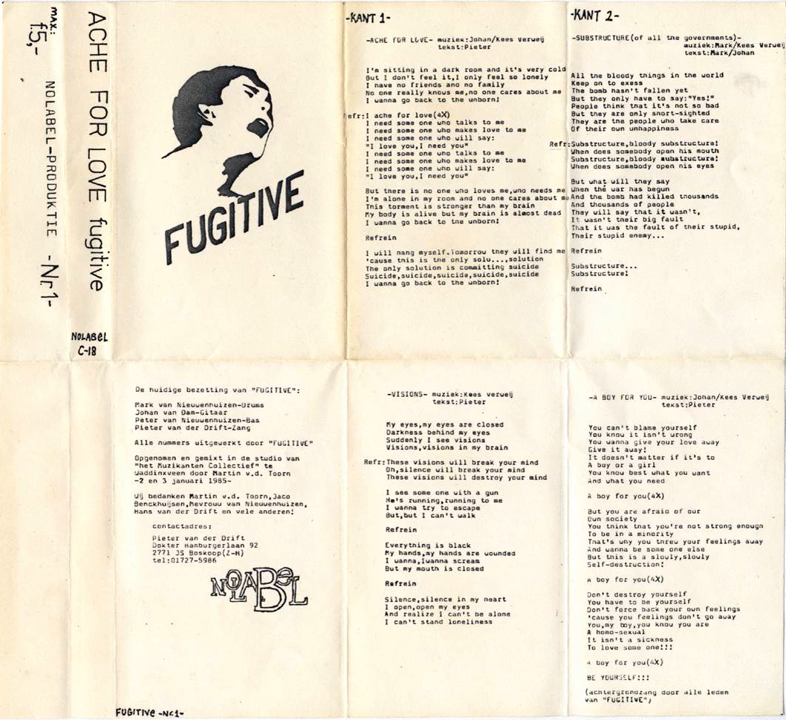 max:
f.5,-
NOLABEL-PRODUKTIE -Nr.1-
ACHE FOR LOVE fugitive
NOLABEL
C-18
FUGITIVE
-KANT 1-
-ACHE FOR LOVE- muziek:Johan/Kees Verweij
tekst:Pieter
I'm sitting in a dark room and it's very cold
But I don't feel it,I only feel so lonely
I have no friends and no family
No one really knows me,no one cares about me
I wanna go back to the unborn!
Refr:I ache for love(4X)
I need some one who talks to me
I need some one who makes love to me
I need some one who will say:
"I love you,I need you"
I need some one who talks to me
I need some one who makes love to me
I need some one who will say:
"I love you,I need you"
But there is no one who loves me,who needs me
I'm alone in my room and no one cares about me
This torment is stronger than my brain
My body is alive but my brain is almost dead
I wanna go back to the unborn!
Refrein
I will hang myself.Tomorrow they will find me
'cause this is the only solu...,solution
The only solution is committing suicide
Suicide,suicide,suicide,suicide,suicide
I wanna go back to the unborn!
-KANT 2-
-SUBSTRUCTURE(of all the governments)-
muziek:Mark/Kees Verweij
tekst:Mark/Johan
All the bloody things in the world
Keep on to exess
The bomb hasn't fallen yet
But they only have to say:"Yes!"
People think that it's not so bad
But they are only short-sighted
They are the people who take care
Of their own unhappiness
Refr:Substructure,bloody substructure!
When does somebody open his mouth
Substructure,bloody substructure!
When does somebody open his eyes
But what will they say
When the war has begun
And the bomb had killed thousands
And thousands of people
They will say that it wasn't,
It wasn't their big fault
That it was the fault of their stupid,
Their stupid enemy...
Refrein
Substructure...
Substructure!
Refrein
De huidige bezetting van "FUGITIVE":
Mark van Nieuwenhuizen-Drums
Johan van Dam-Gitaar
Peter van Nieuwenhuizen-Bas
Pieter van der Drift-Zang
Alle nummers uitgewerkt door "FUGITIVE"
Opgenomen en gemixt in de studio van
"het Muzikanten Collectief" te
Waddinxveen door Martin v.d. Toorn
-2 en 3 januari 1985-
Wij bedanken Martin v.d. Toorn,Jaco
Benckhuijsen,Mevrouw van Nieuwenhuizen,
Hans van der Drift en vele anderen!
contactadres:
Pieter van der Drift
Dokter Hamburgerlaan 92
2771 JS Boskoop(Z-H)
tel:01727-5986
NOLABEL
FUGITIVE -Nr.1-
-VISIONS- muziek:Kees Verweij
tekst:Pieter
My eyes,my eyes are closed
Darkness behind my eyes
Suddenly I see visions
Visions,visions in my brain
Refr:These visions will break your mind
Oh,silence will break your mind
These visions will destroy your mind
I see some one with a gun
He's running,running to me
I wanna try to escape
But,but I can't walk
Refrein
Everything is black
My hands,my hands are wounded
I wanna,Iwanna scream
But my mouth is closed
Refrein
Silence,silence in my heart
I open,open my eyes
And realize I can't be alone
I can't stand loneliness
-A BOY FOR YOU- muziek:Johan/Kees Verweij
tekst:Pieter
You can't blame yourself
You know it isn't wrong
You wanna give your love away
Give it away!
It doesn't matter if it's to
A boy or a girl
You know best what you want
And what you need
A boy for you(4X)
But you are afraid of our
Own society
You think that you're not strong enough
To be in a minority
That's why you threw your feelings away
And wanna be some one else
But this is a slowly,slowly
Self-destruction!
A boy for you(4X)
Don't destroy yourself
You have to be yourself
Don't force back your own feelings
'cause you feelings don't go away
You,my boy,you know you are
A homo-sexual
It isn't a sickness
To love some one!!!
A boy for you(4X)
BE YOURSELF!!!
(achtergrondzang door alle leden
van "FUGITIVE")